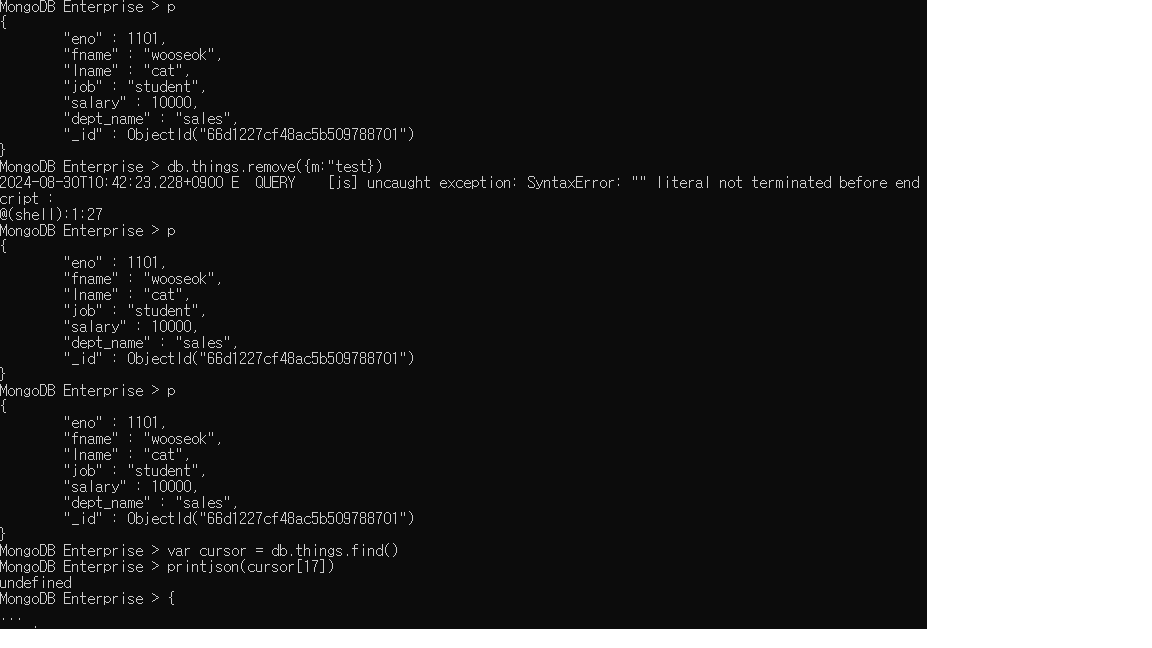 MongoDB Enterprise > p
{
        "eno" : 1101,
        "fname" : "wooseok",
        "lname" : "cat",
        "job" : "student",
        "salary" : 10000,
        "dept_name" : "sales",
        "_id" : ObjectId("66d1227cf48ac5b509788701")
}
MongoDB Enterprise > db.things.remove({m:"test})
2024-08-30T10:42:23.228+0900 E  QUERY    [js] uncaught exception: SyntaxError: "" literal not terminated before end
cript :
@(shell):1:27
MongoDB Enterprise > p
{
        "eno" : 1101,
        "fname" : "wooseok",
        "lname" : "cat",
        "job" : "student",
        "salary" : 10000,
        "dept_name" : "sales",
        "_id" : ObjectId("66d1227cf48ac5b509788701")
}
MongoDB Enterprise > p
{
        "eno" : 1101,
        "fname" : "wooseok",
        "lname" : "cat",
        "job" : "student",
        "salary" : 10000,
        "dept_name" : "sales",
        "_id" : ObjectId("66d1227cf48ac5b509788701")
}
MongoDB Enterprise > var cursor = db.things.find()
MongoDB Enterprise > printjson(cursor[17])
undefined
MongoDB Enterprise > {
...